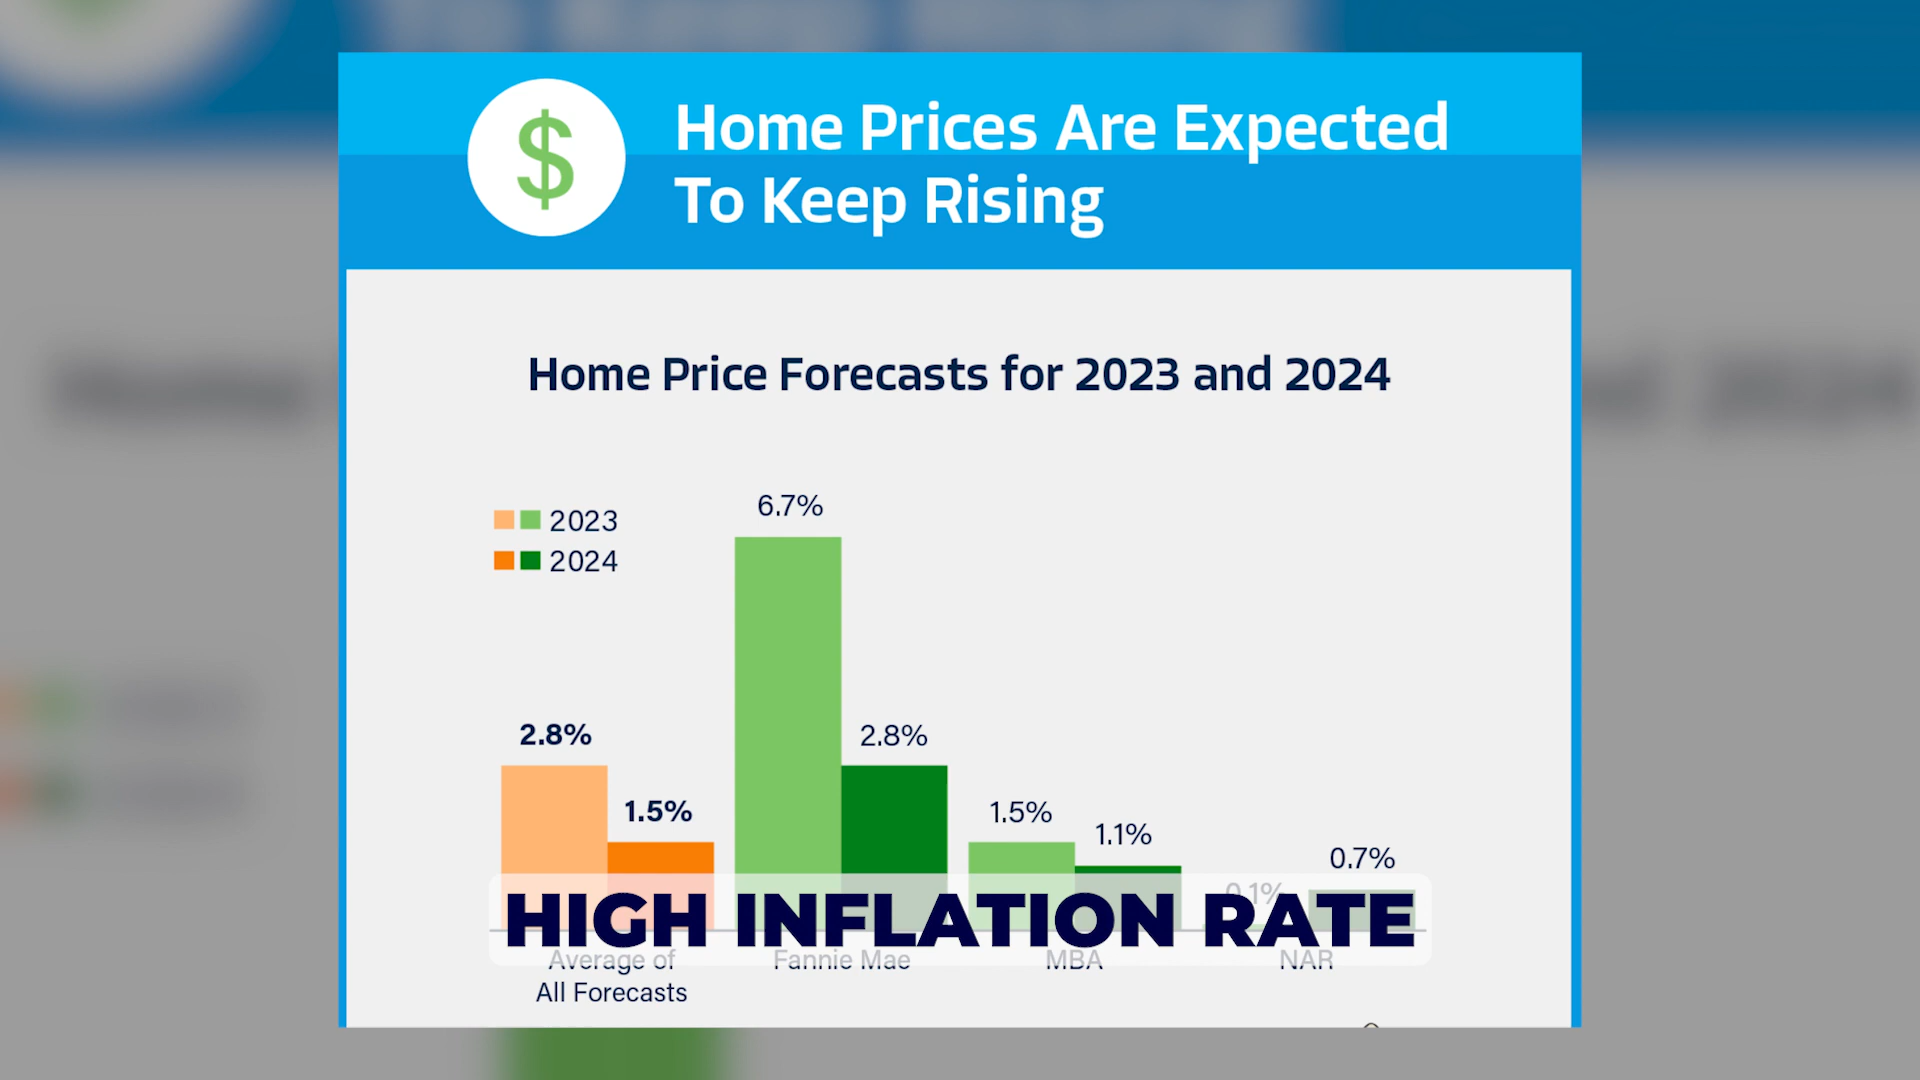 $
Home Prices Are Expected
To Keep Rising
Home Price Forecasts for 2023 and 2024
2023
2024
6.7%
2.8%
2.8%
1.5%
1.5%
1.1%
0.7%
0.1%
HIGH INFLATION RATE
Average of
All Forecasts
Fannie Mae
MBA
NAR